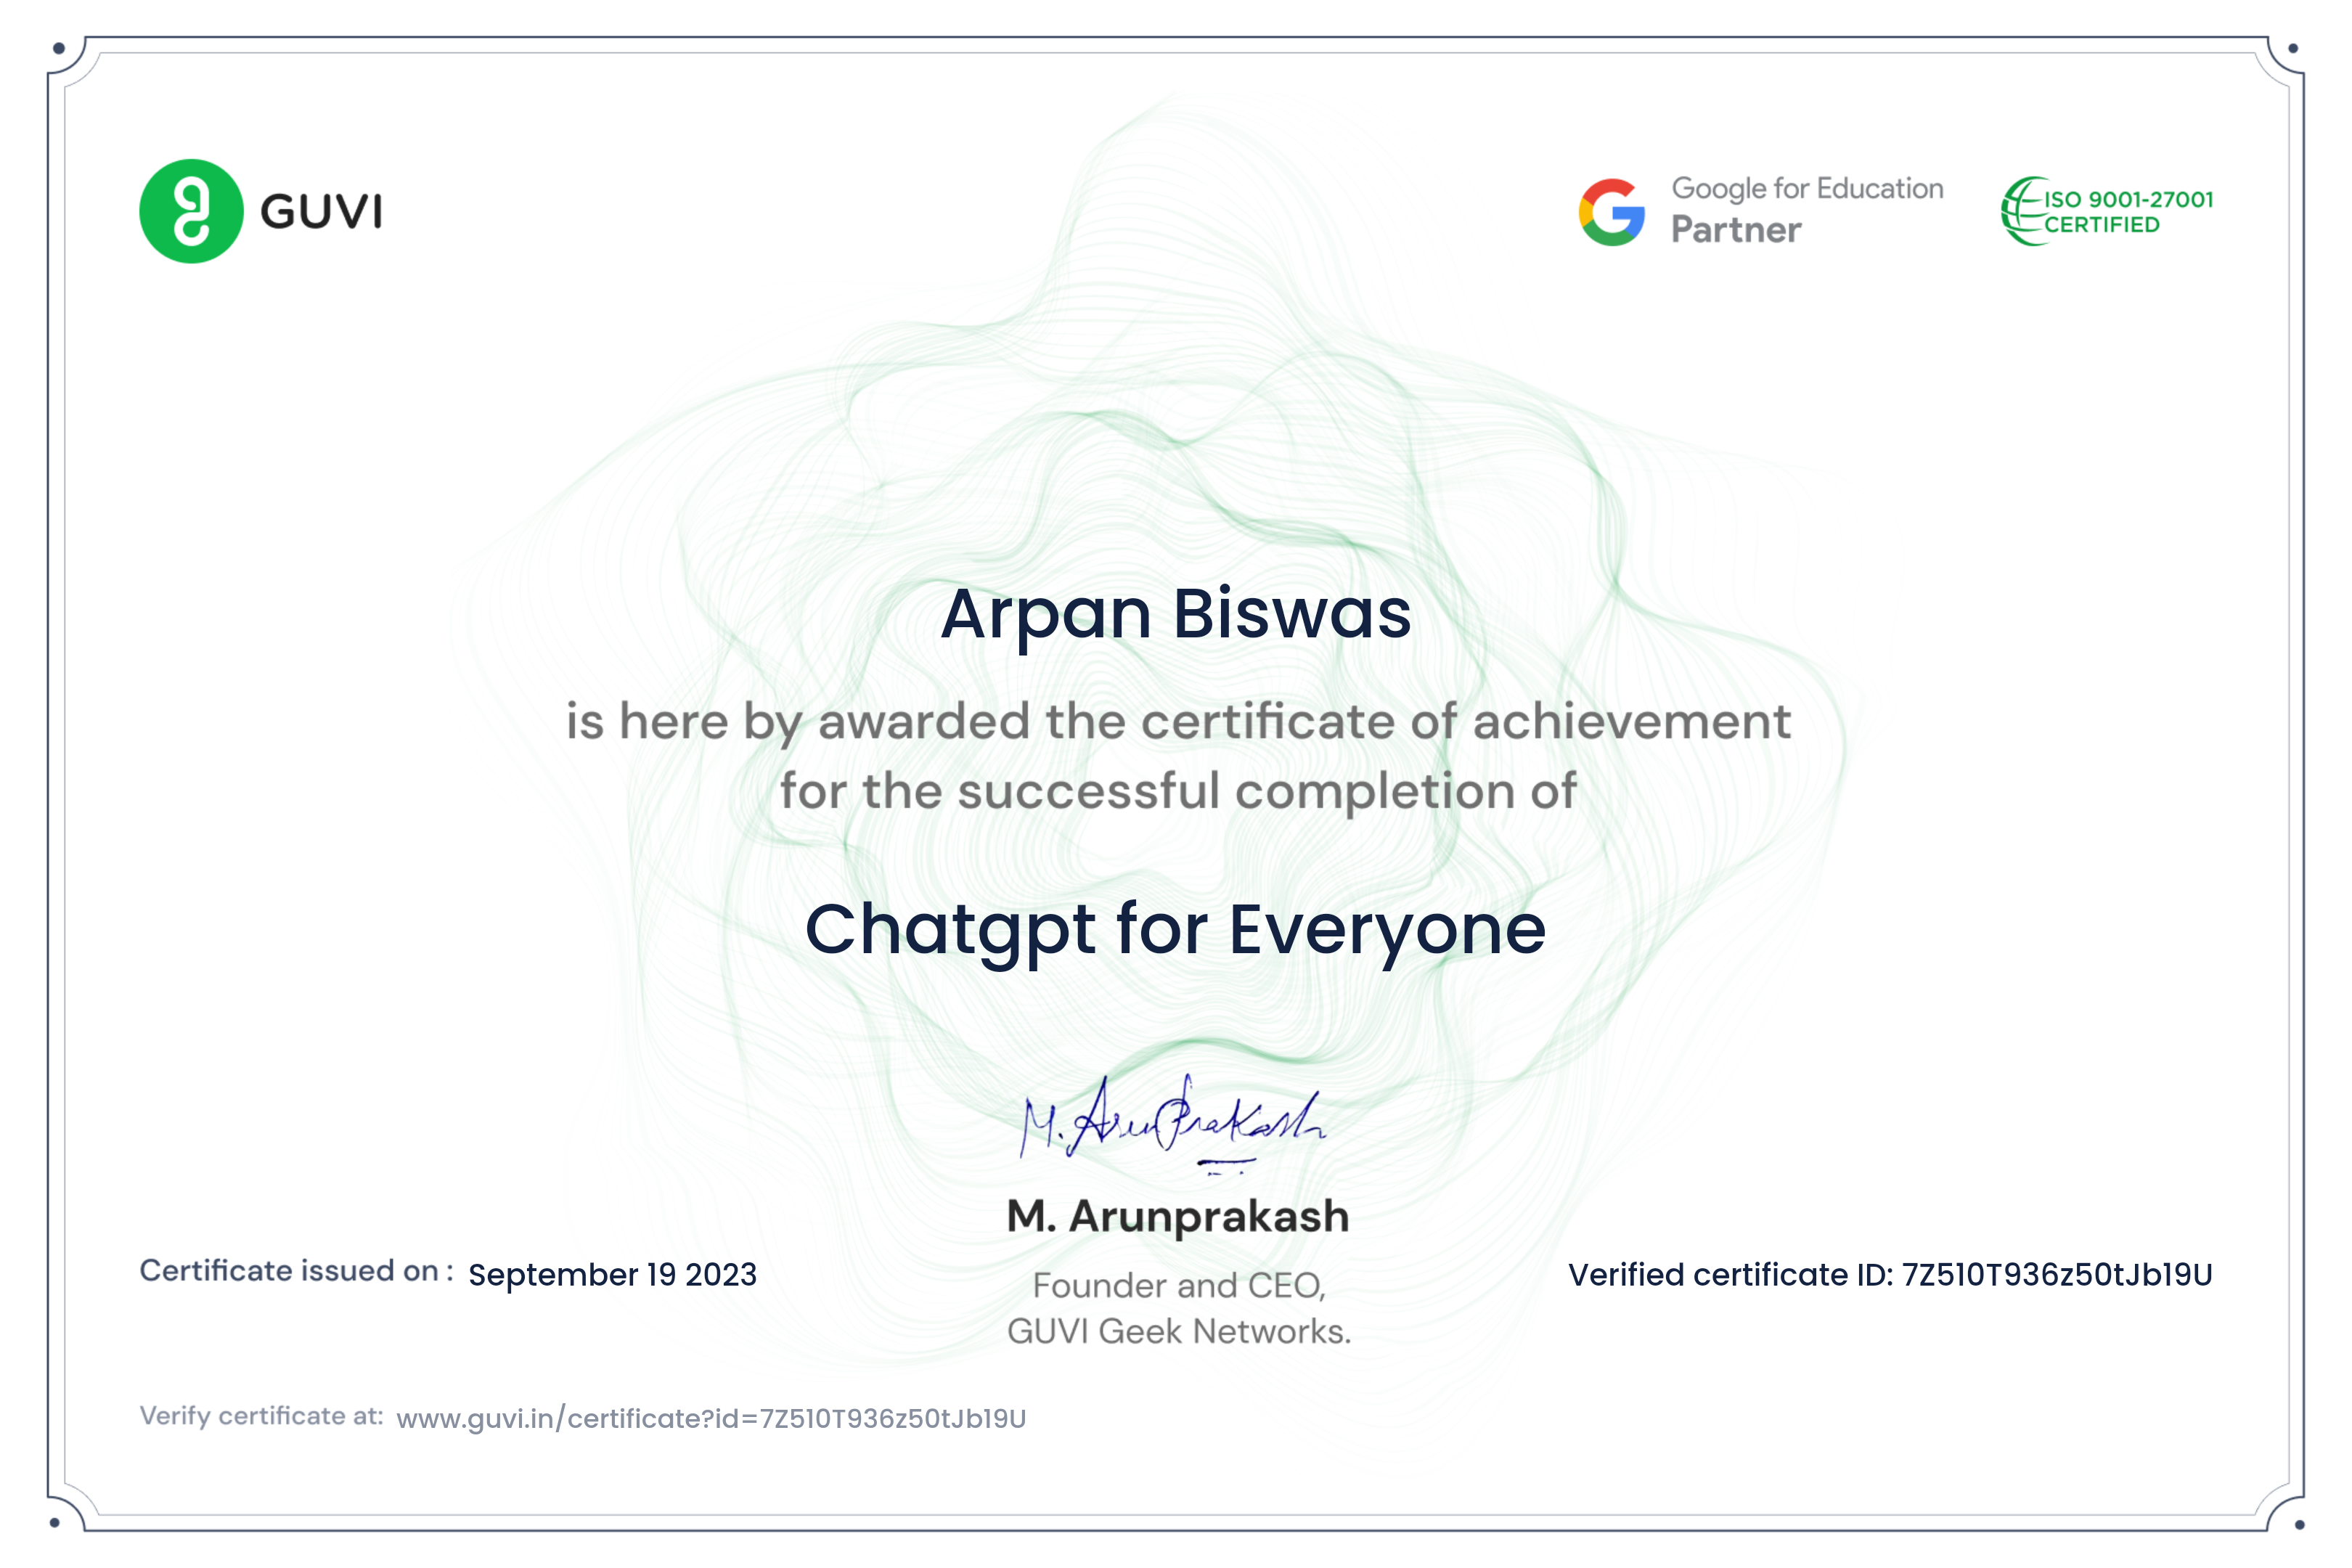 GUVI
Google for Education
Partner
ISO 9001-27001
CERTIFIED
Arpan Biswas
is here by awarded the certificate of achievement
for the successful completion of
Chatgpt for Everyone
M. ArunPrakash
M. Arunprakash
Founder and CEO,
GUVI Geek Networks.
Certificate issued on : September 19 2023
Verified certificate ID: 7Z510T936z50tJb19U
Verify certificate at: www.guvi.in/certificate?id=7Z510T936z50tJb19U